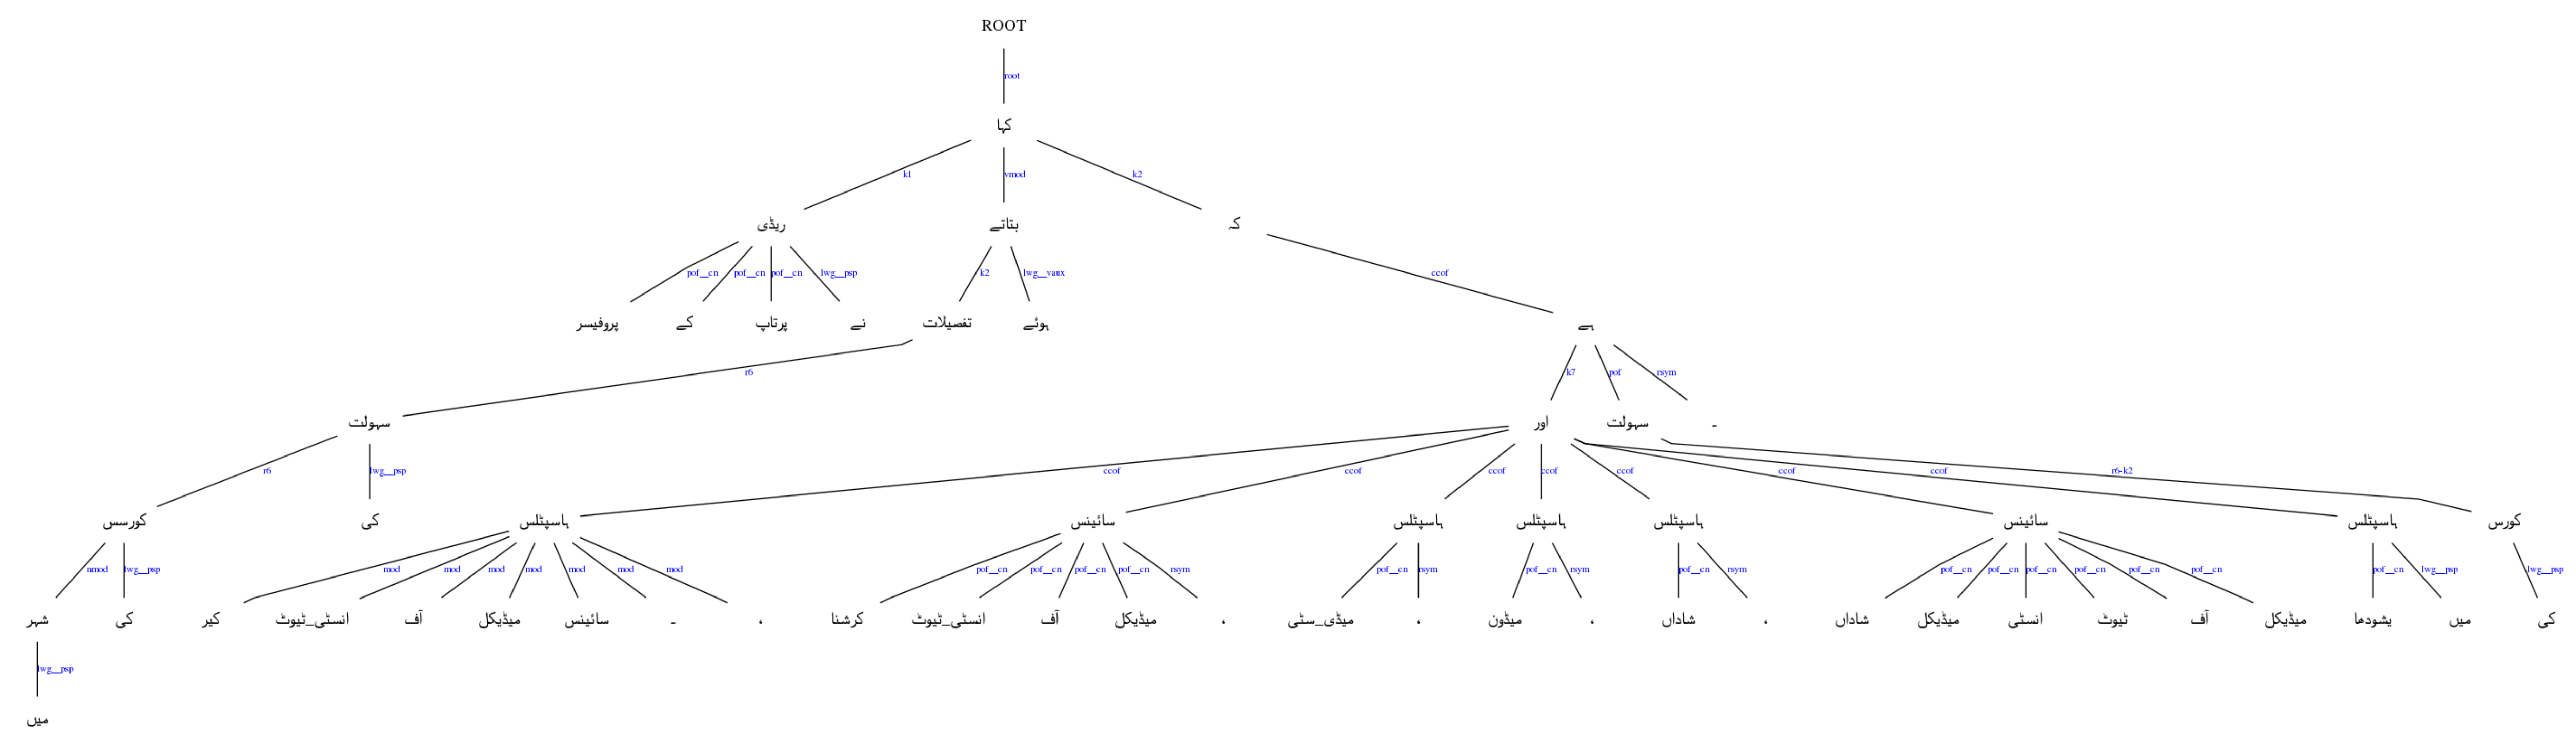 ROOT
root
کہا
k1 vmod k2
ریڈی بتاتے کہ
pof__cn pof__cn pof__cn lwg__psp k2 lwg__vaux ccof
پروفیسر کے پرتاپ نے تفصیلات ہوئے ہے
r6 k7 pof rsym
سہولت اور سہولت ۔
r6 lwg__psp ccof ccof ccof ccof ccof ccof ccof r6-k2
کورسس کی ہاسپٹلس سائینس ہاسپٹلس ہاسپٹلس ہاسپٹلس سائینس ہاسپٹلس کورس
nmod lwg__psp mod mod mod mod mod mod mod pof__cn pof__cn pof__cn pof__cn rsym pof__cn rsym pof__cn rsym pof__cn rsym pof__cn pof__cn pof__cn pof__cn pof__cn pof__cn pof__cn lwg__psp lwg__psp
شہر کی کیر انسٹی_ٹیوٹ آف میڈیکل سائینس ۔ ، کرشنا انسٹی_ٹیوٹ آف میڈیکل ، میڈی_سٹی ، میڈون ، شاداں ، شاداں میڈیکل انسٹی ٹیوٹ آف میڈیکل یشودھا میں کی
lwg__psp
میں